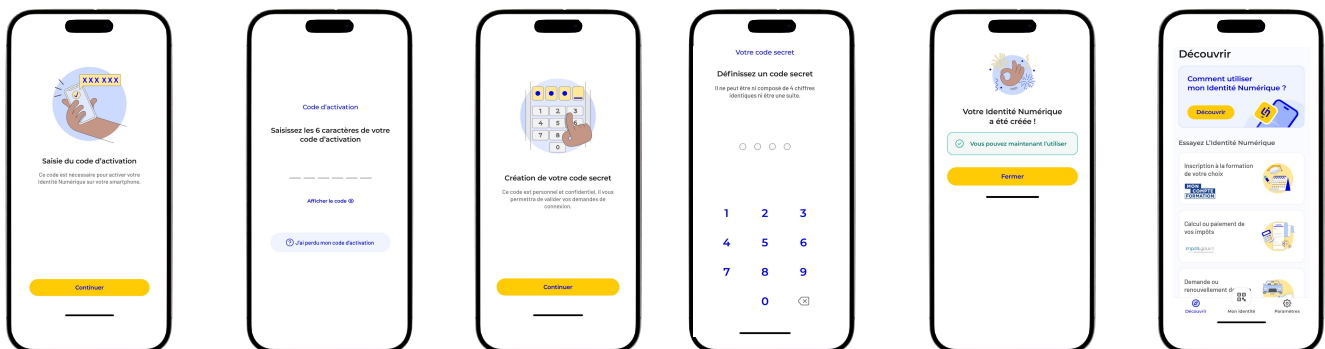 XXX XXX
Saisie du code d'activation
Ce code est nécessaire pour activer votre
Identité Numérique sur votre smartphone.
Continuer
Code d'activation
Saisissez les 6 caractères de votre
code d'activation
Afficher le code
J'ai perdu mon code d'activation
1 2 3
4 5 6
7 8
0
Création de votre code secret
Ce code est personnel et confidentiel, il vous
permettra de valider vos demandes de
connexion.
Continuer
Votre code secret
Définissez un code secret
Il ne peut être ni composé de 4 chiffres
identiques ni être une suite.
1 2 3
4 5 6
7 8 9
0
Votre Identité Numérique
a été créée !
Vous pouvez maintenant l'utiliser
Fermer
Découvrir
Comment utiliser
mon Identité Numérique ?
Découvrir
Essayez L'Identité Numérique
Inscription à la formation
de votre choix
MON
COMPTE
FORMATION
Calcul ou paiement de
vos impôts
impots.gouv.fr
Demande ou
renouvellement
Découvrir
Mon identité
Paramètres